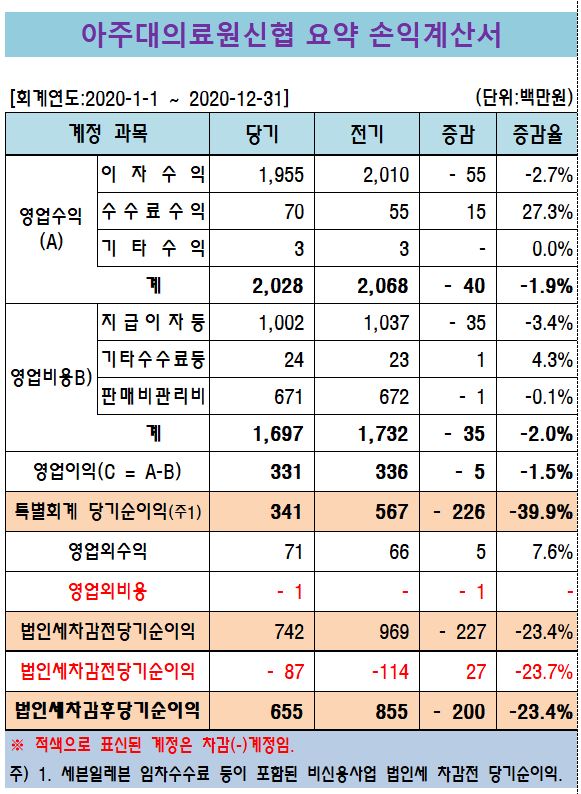 아주대의료원신협 요약 손익계산서
[회계연도:2020-1-1 ~ 2020-12-31] (단위:백만원)
계정 과목 당기 전기 증감 증감율
영업수익(A)
이 자 수 익 1,955 2,010 - 55 -2.7%
수 수 료 수 익 70 55 15 27.3%
기 타 수 익 3 3 - 0.0%
계 2,028 2,068 - 40 -1.9%
영업비용B)
지 급 이 자 등 1,002 1,037 - 35 -3.4%
기타수수료등 24 23 1 4.3%
판매비관리비 671 672 - 1 -0.1%
계 1,697 1,732 - 35 -2.0%
영업이익(C = A-B) 331 336 - 5 -1.5%
특별회계 당기순이익(주1) 341 567 - 226 -39.9%
영업외수익 71 66 5 7.6%
영업외비용 - 1 - - 1 -
법인세차감전당기순이익 742 969 - 227 -23.4%
법인세차감전당기순이익 - 87 -114 27 -23.7%
법인세차감후당기순이익 655 855 - 200 -23.4%
※ 적색으로 표신된 계정은 차감(-)계정임.
주) 1. 세븐일레븐 임차수수료 등이 포함된 비신용사업 법인세 차감전 당기순이익.